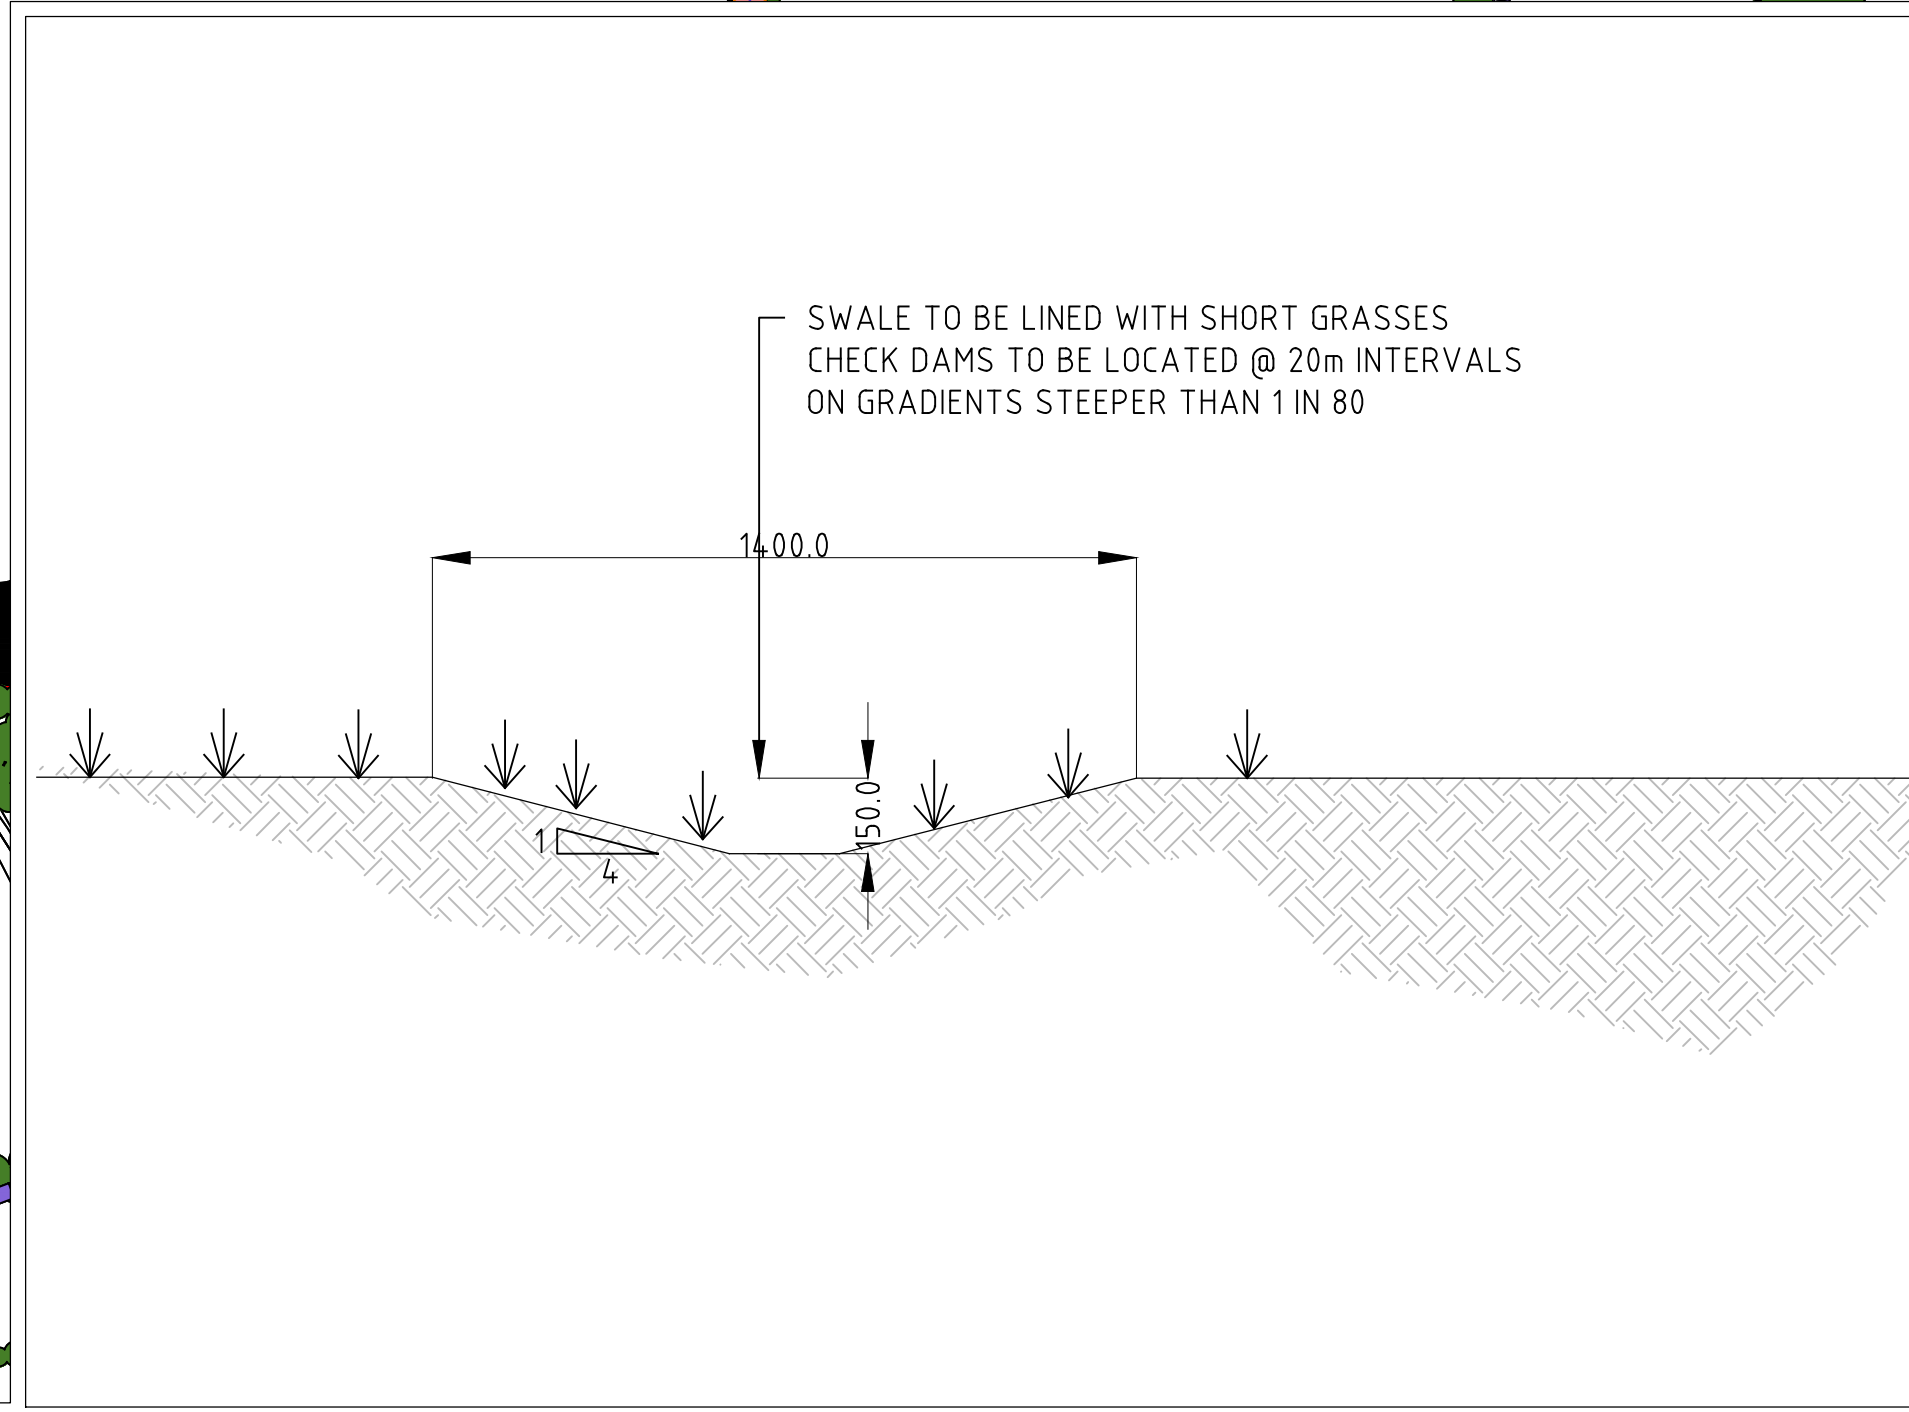 SWALE TO BE LINED WITH SHORT GRASSES
CHECK DAMS TO BE LOCATED @ 20m INTERVALS
ON GRADIENTS STEEPER THAN 1 IN 80
1400.0
150.0
1
4